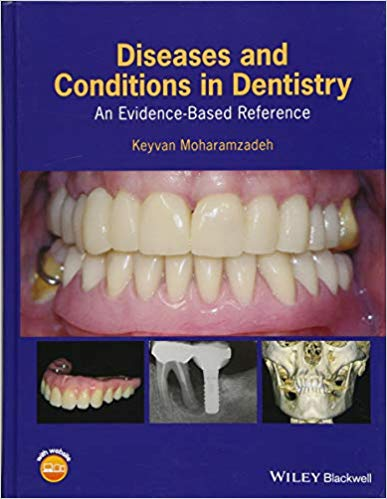 Diseases and
Conditions in Dentistry
An Evidence-Based Reference
Keyvan Moharamzadeh
with website
WILEY Blackwell